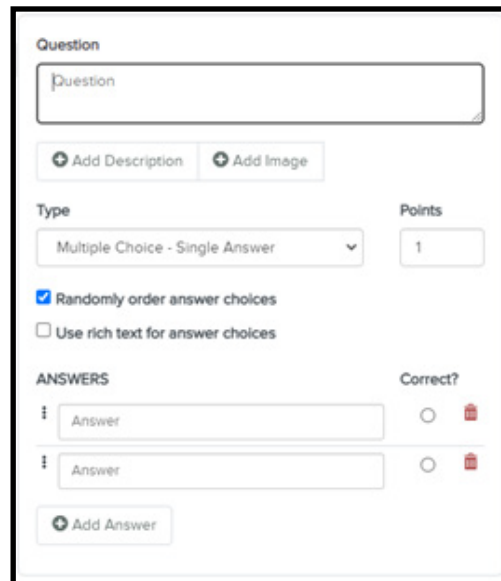 Question
Question
Add Description Add Image
Type Points
Multiple Choice - Single Answer 1
Randomly order answer choices
Use rich text for answer choices
ANSWERS Correct?
Answer
Answer
Add Answer